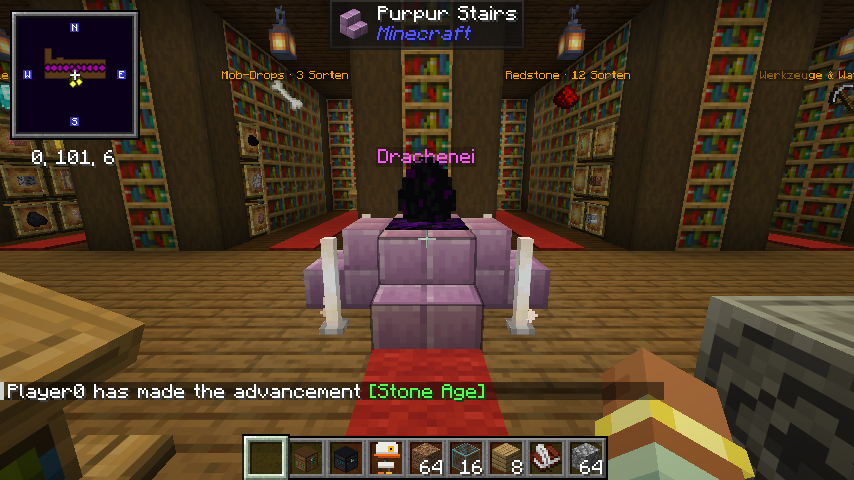 Purpur Stairs
Minecraft
N
W
E
S
0, 101, 6
Mob-Drops · 3 Sorten
Redstone · 12 Sorten
Werkzeuge & Wa
Drachenei
Player0 has made the advancement [Stone Age]
64
16
8
64